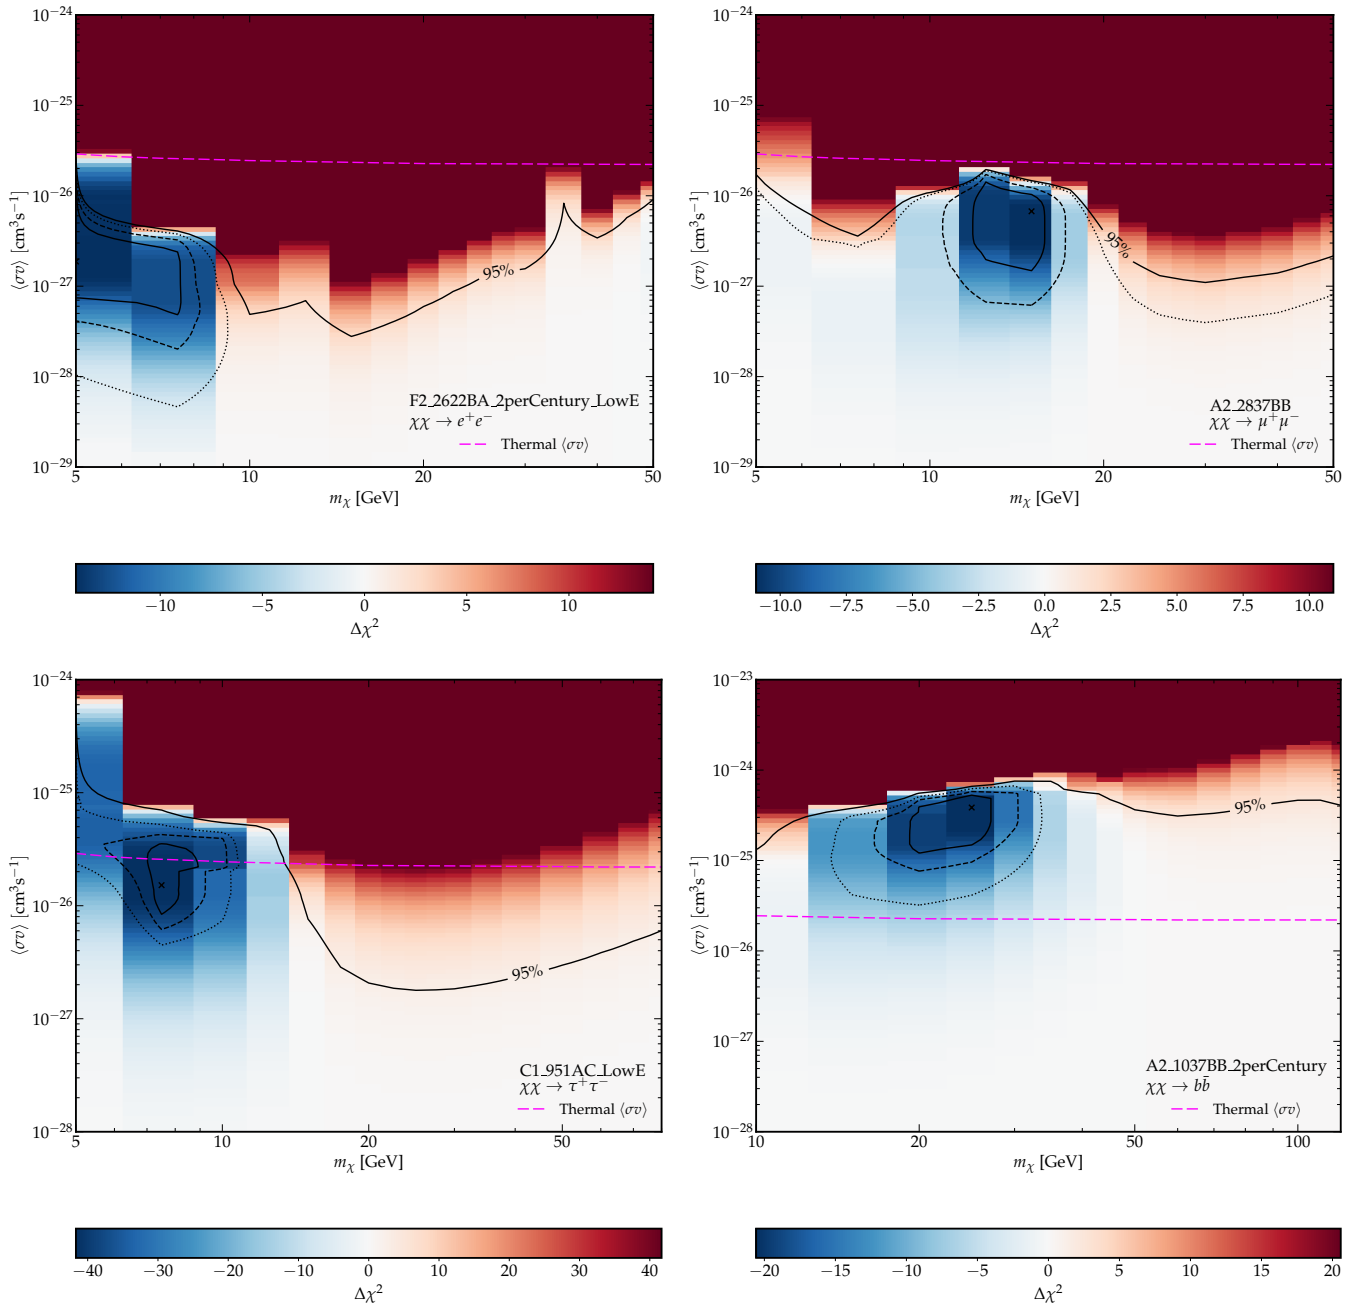 10⁻²⁴
10⁻²⁵
10⁻²⁶
10⁻²⁷
10⁻²⁸
10⁻²⁹
⟨σv⟩ [cm³s⁻¹]
95%
F2_2622BA_2perCentury_LowE
χχ → e⁺e⁻
Thermal ⟨σv⟩
5 10 20 50
mχ [GeV]
−10 −5 0 5 10
Δχ²
10⁻²⁴
10⁻²⁵
10⁻²⁶
10⁻²⁷
10⁻²⁸
10⁻²⁹
⟨σv⟩ [cm³s⁻¹]
95%
A2_2837BB
χχ → μ⁺μ⁻
Thermal ⟨σv⟩
5 10 20 50
mχ [GeV]
−10.0 −7.5 −5.0 −2.5 0.0 2.5 5.0 7.5 10.0
Δχ²
10⁻²⁴
10⁻²⁵
10⁻²⁶
10⁻²⁷
10⁻²⁸
⟨σv⟩ [cm³s⁻¹]
95%
C1_951AC_LowE
χχ → τ⁺τ⁻
Thermal ⟨σv⟩
5 10 20 50
mχ [GeV]
−40 −30 −20 −10 0 10 20 30 40
Δχ²
10⁻²³
10⁻²⁴
10⁻²⁵
10⁻²⁶
10⁻²⁷
10⁻²⁸
⟨σv⟩ [cm³s⁻¹]
95%
A2_1037BB_2perCentury
χχ → bb̄
Thermal ⟨σv⟩
10 20 50 100
mχ [GeV]
−20 −15 −10 −5 0 5 10 15 20
Δχ²